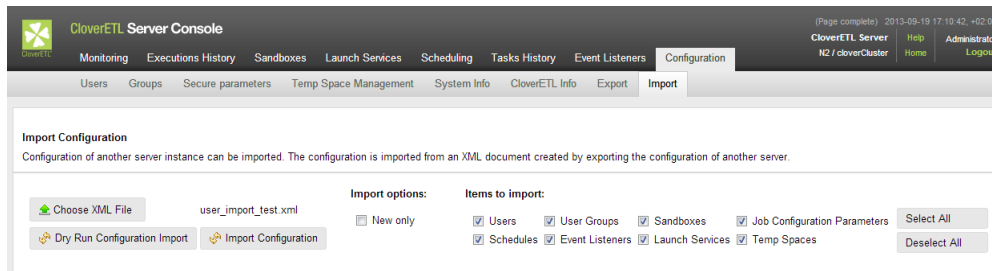 (Page complete) 2013-09-19 17:10:42, +02:0
CloverETL Server Console
CloverETL Server Help Administrato
CloverETL
N2 / cloverCluster Home Logou
Monitoring Executions History Sandboxes Launch Services Scheduling Tasks History Event Listeners Configuration
Users Groups Secure parameters Temp Space Management System Info CloverETL Info Export Import
Import Configuration
Configuration of another server instance can be imported. The configuration is imported from an XML document created by exporting the configuration of another server.
Import options: Items to import:
Choose XML File user_import_test.xml New only Users User Groups Sandboxes Job Configuration Parameters Select All
Dry Run Configuration Import Import Configuration Schedules Event Listeners Launch Services Temp Spaces Deselect All